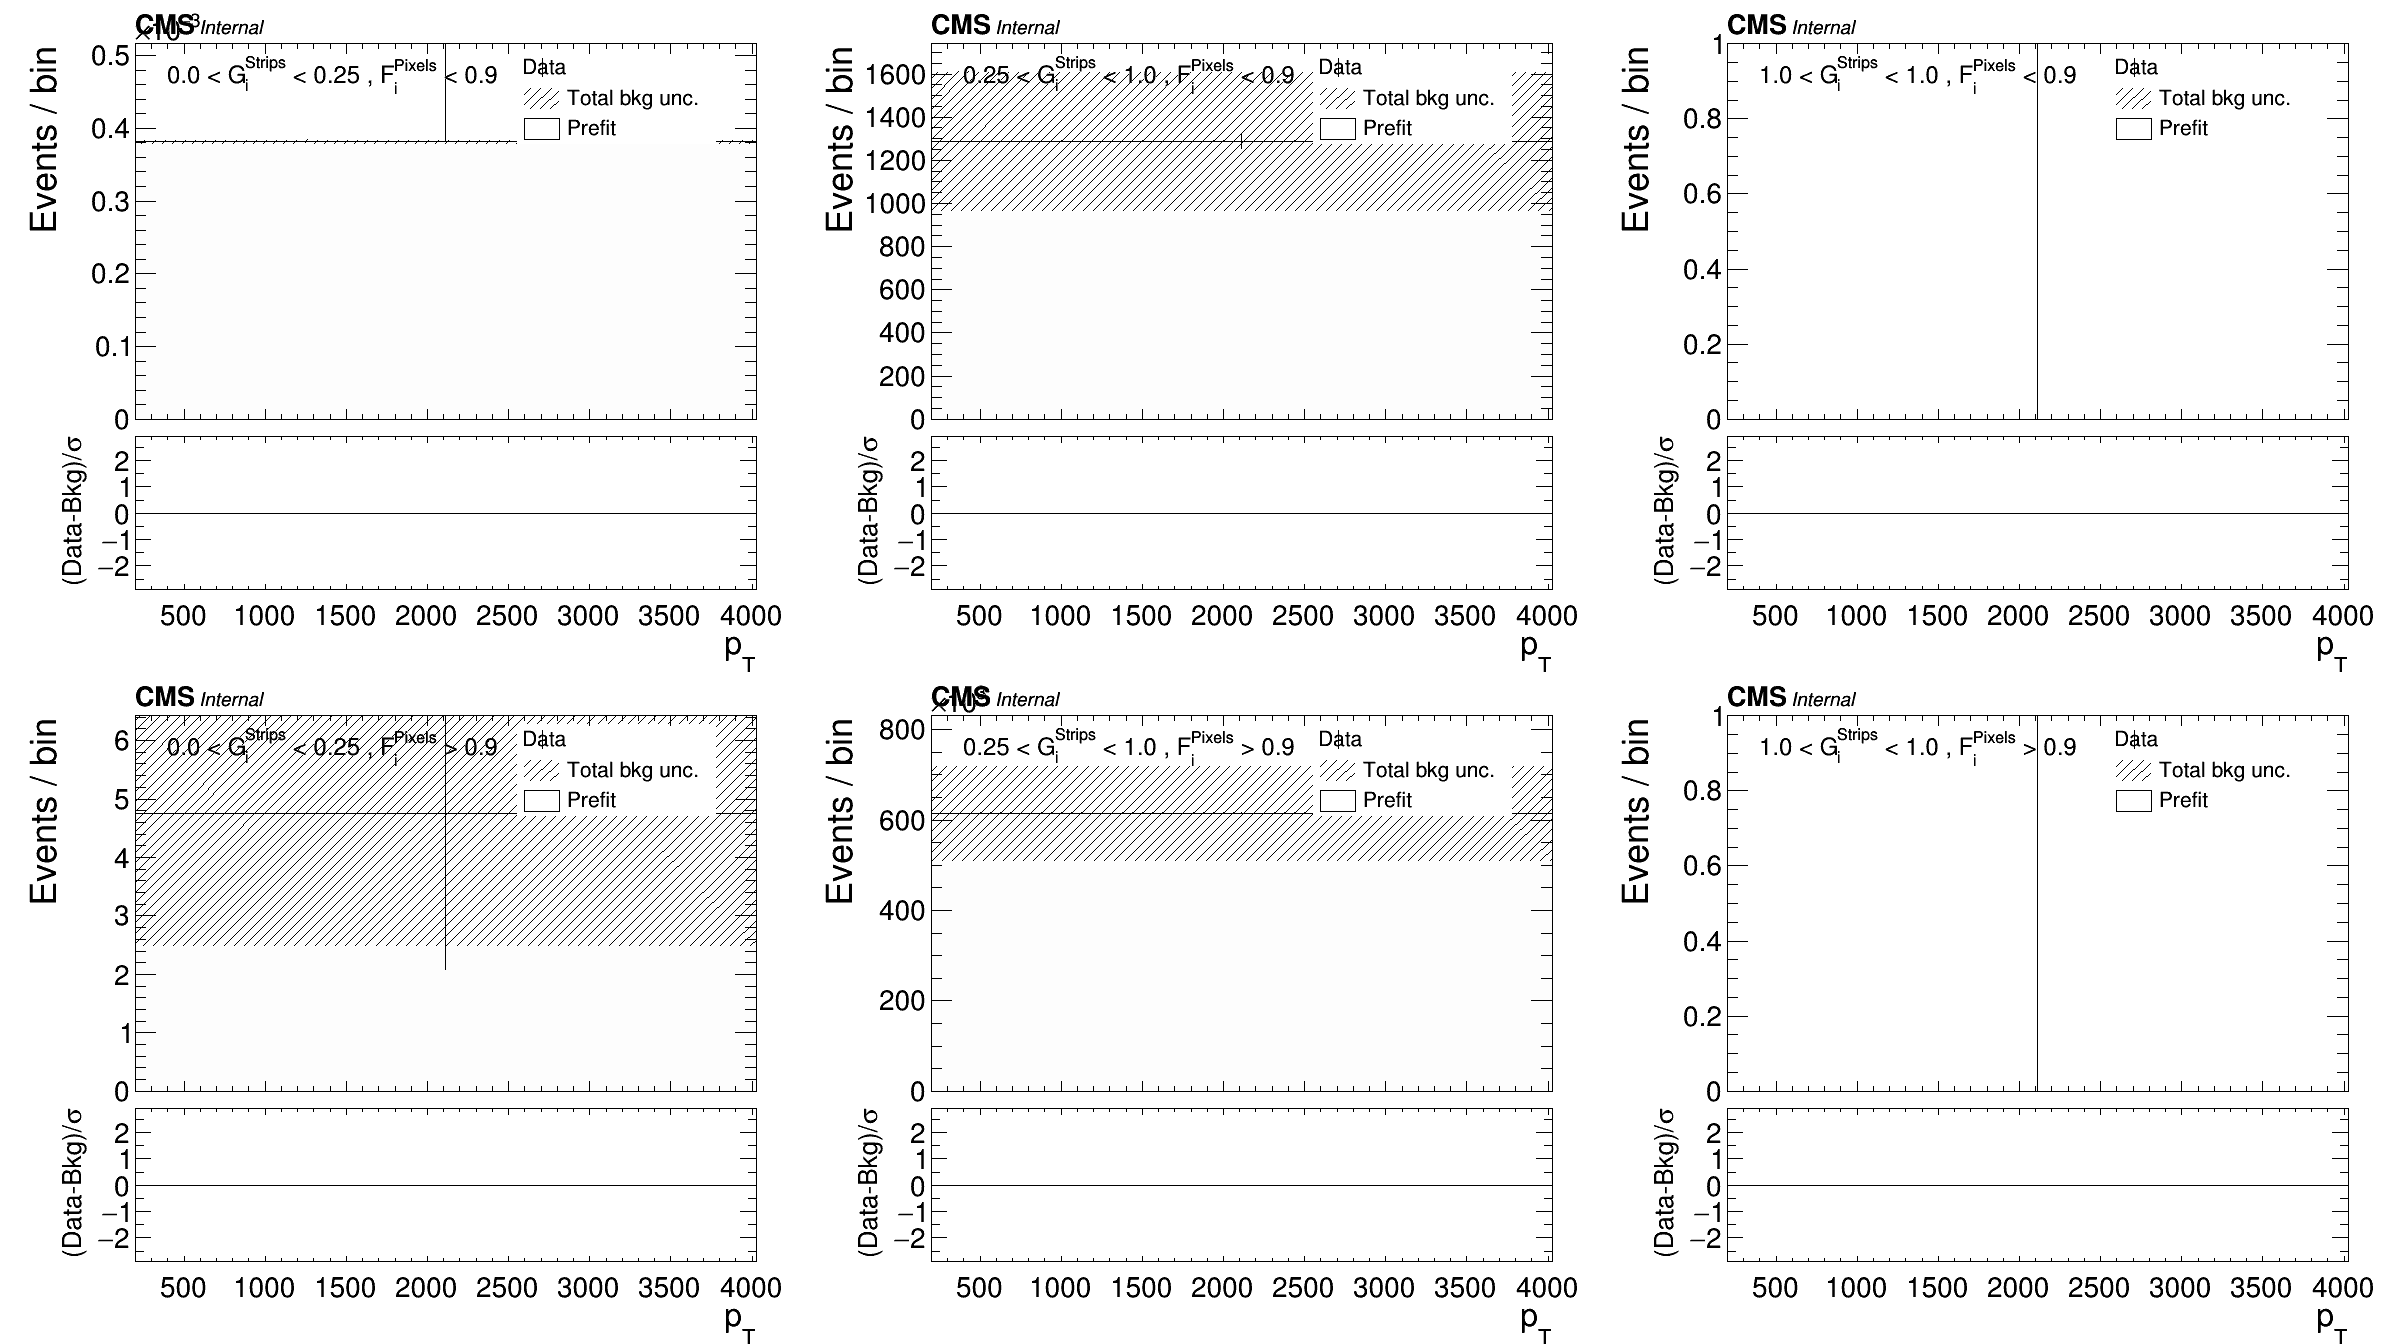 CMS Internal
0.5
0.4
0.3
0.2
0.1
0
Events / bin
0.0 < G_i^Strips < 0.25 , F_i^Pixels < 0.9
Data
Total bkg unc.
Prefit
2
1
0
−1
−2
(Data-Bkg)/σ
500 1000 1500 2000 2500 3000 3500 4000
p_T
CMS Internal
1600
1400
1200
1000
800
600
400
200
0
Events / bin
0.25 < G_i^Strips < 1.0 , F_i^Pixels < 0.9
Data
Total bkg unc.
Prefit
2
1
0
−1
−2
(Data-Bkg)/σ
500 1000 1500 2000 2500 3000 3500 4000
p_T
CMS Internal
1
0.8
0.6
0.4
0.2
0
Events / bin
1.0 < G_i^Strips < 1.0 , F_i^Pixels < 0.9
Data
Total bkg unc.
Prefit
2
1
0
−1
−2
(Data-Bkg)/σ
500 1000 1500 2000 2500 3000 3500 4000
p_T
CMS Internal
6
5
4
3
2
1
0
Events / bin
0.0 < G_i^Strips < 0.25 , F_i^Pixels > 0.9
Data
Total bkg unc.
Prefit
2
1
0
−1
−2
(Data-Bkg)/σ
500 1000 1500 2000 2500 3000 3500 4000
p_T
CMS Internal
800
600
400
200
0
Events / bin
0.25 < G_i^Strips < 1.0 , F_i^Pixels > 0.9
Data
Total bkg unc.
Prefit
2
1
0
−1
−2
(Data-Bkg)/σ
500 1000 1500 2000 2500 3000 3500 4000
p_T
CMS Internal
1
0.8
0.6
0.4
0.2
0
Events / bin
1.0 < G_i^Strips < 1.0 , F_i^Pixels > 0.9
Data
Total bkg unc.
Prefit
2
1
0
−1
−2
(Data-Bkg)/σ
500 1000 1500 2000 2500 3000 3500 4000
p_T